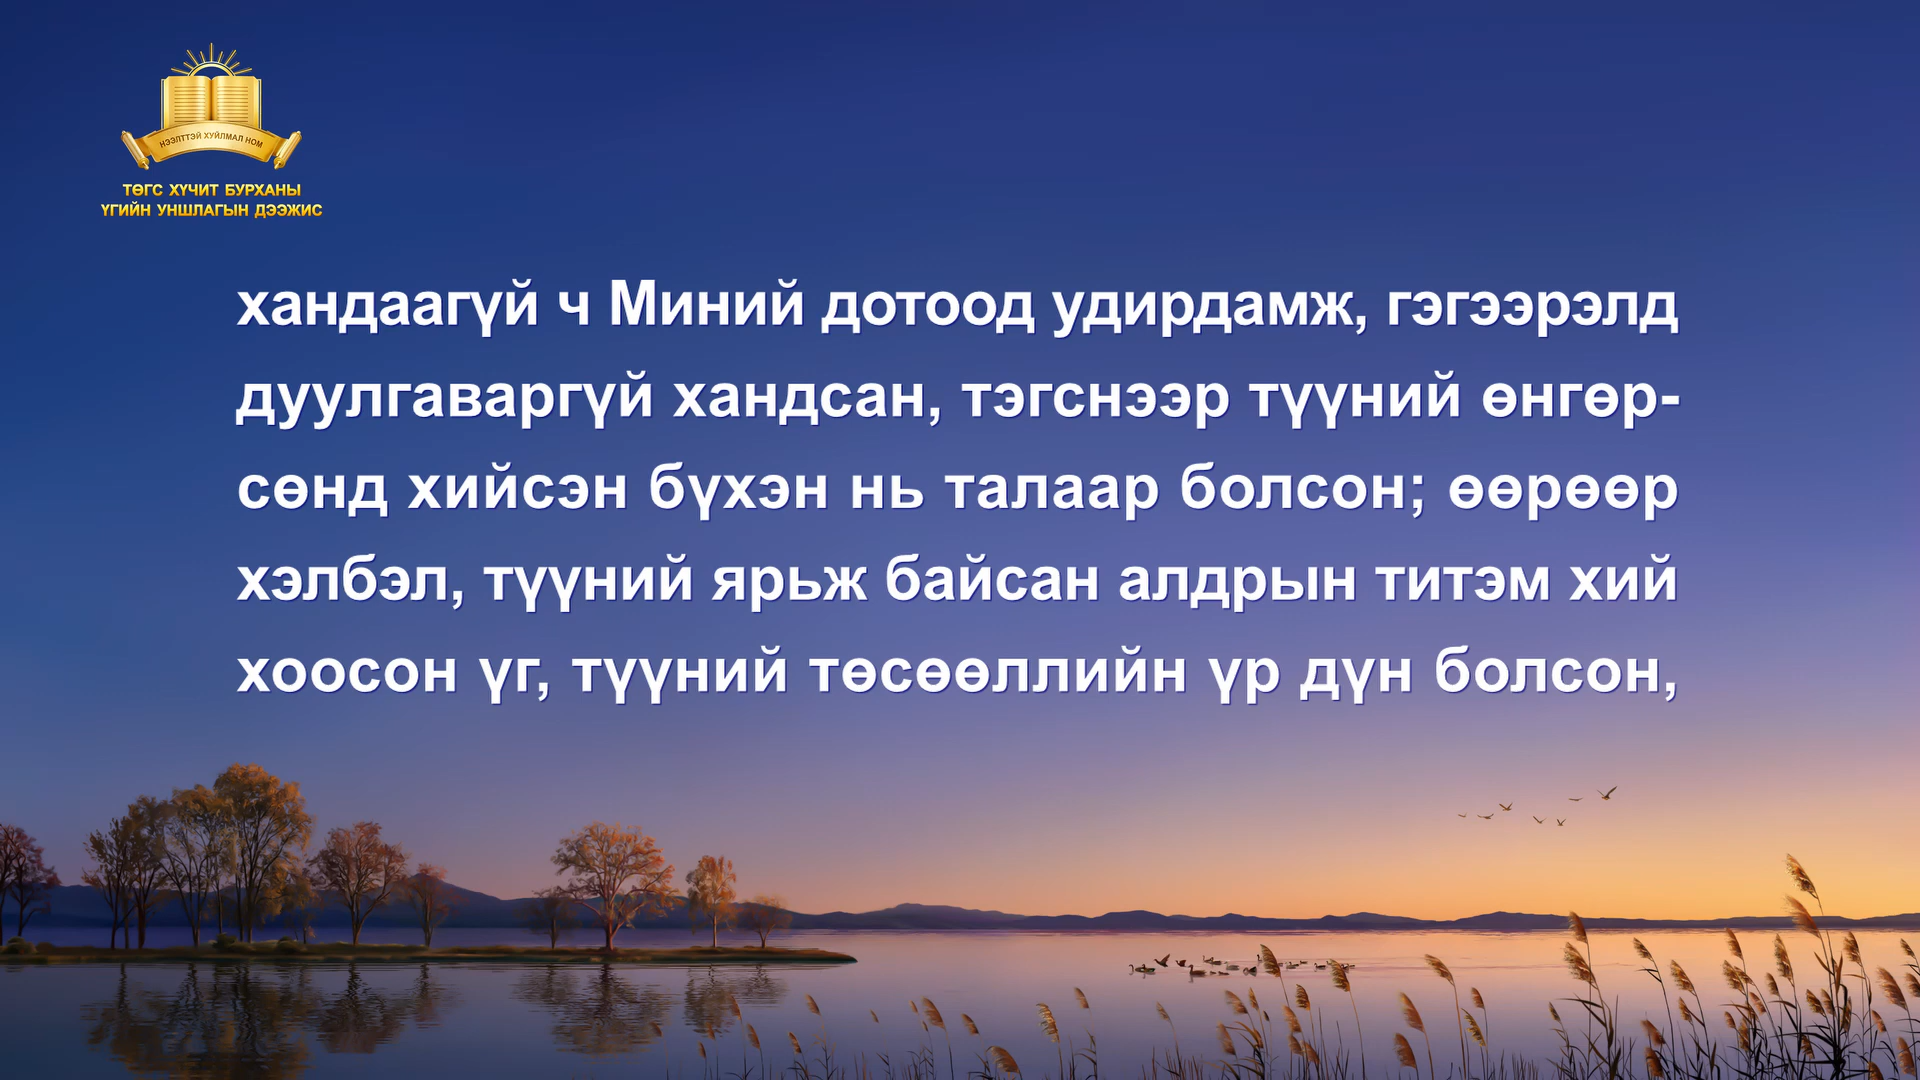 НЭЭЛТТЭЙ ХУЙЛМАЛ НОМ
ТӨГС ХҮЧИТ БУРХАНЫ
ҮГИЙН УНШЛАГЫН ДЭЭЖИС
хандаагүй ч Миний дотоод удирдамж, гэгээрэлд
дуулгаваргүй хандсан, тэгснээр түүний өнгөр-
сөнд хийсэн бүхэн нь талаар болсон; өөрөөр
хэлбэл, түүний ярьж байсан алдрын титэм хий
хоосон үг, түүний төсөөллийн үр дүн болсон,